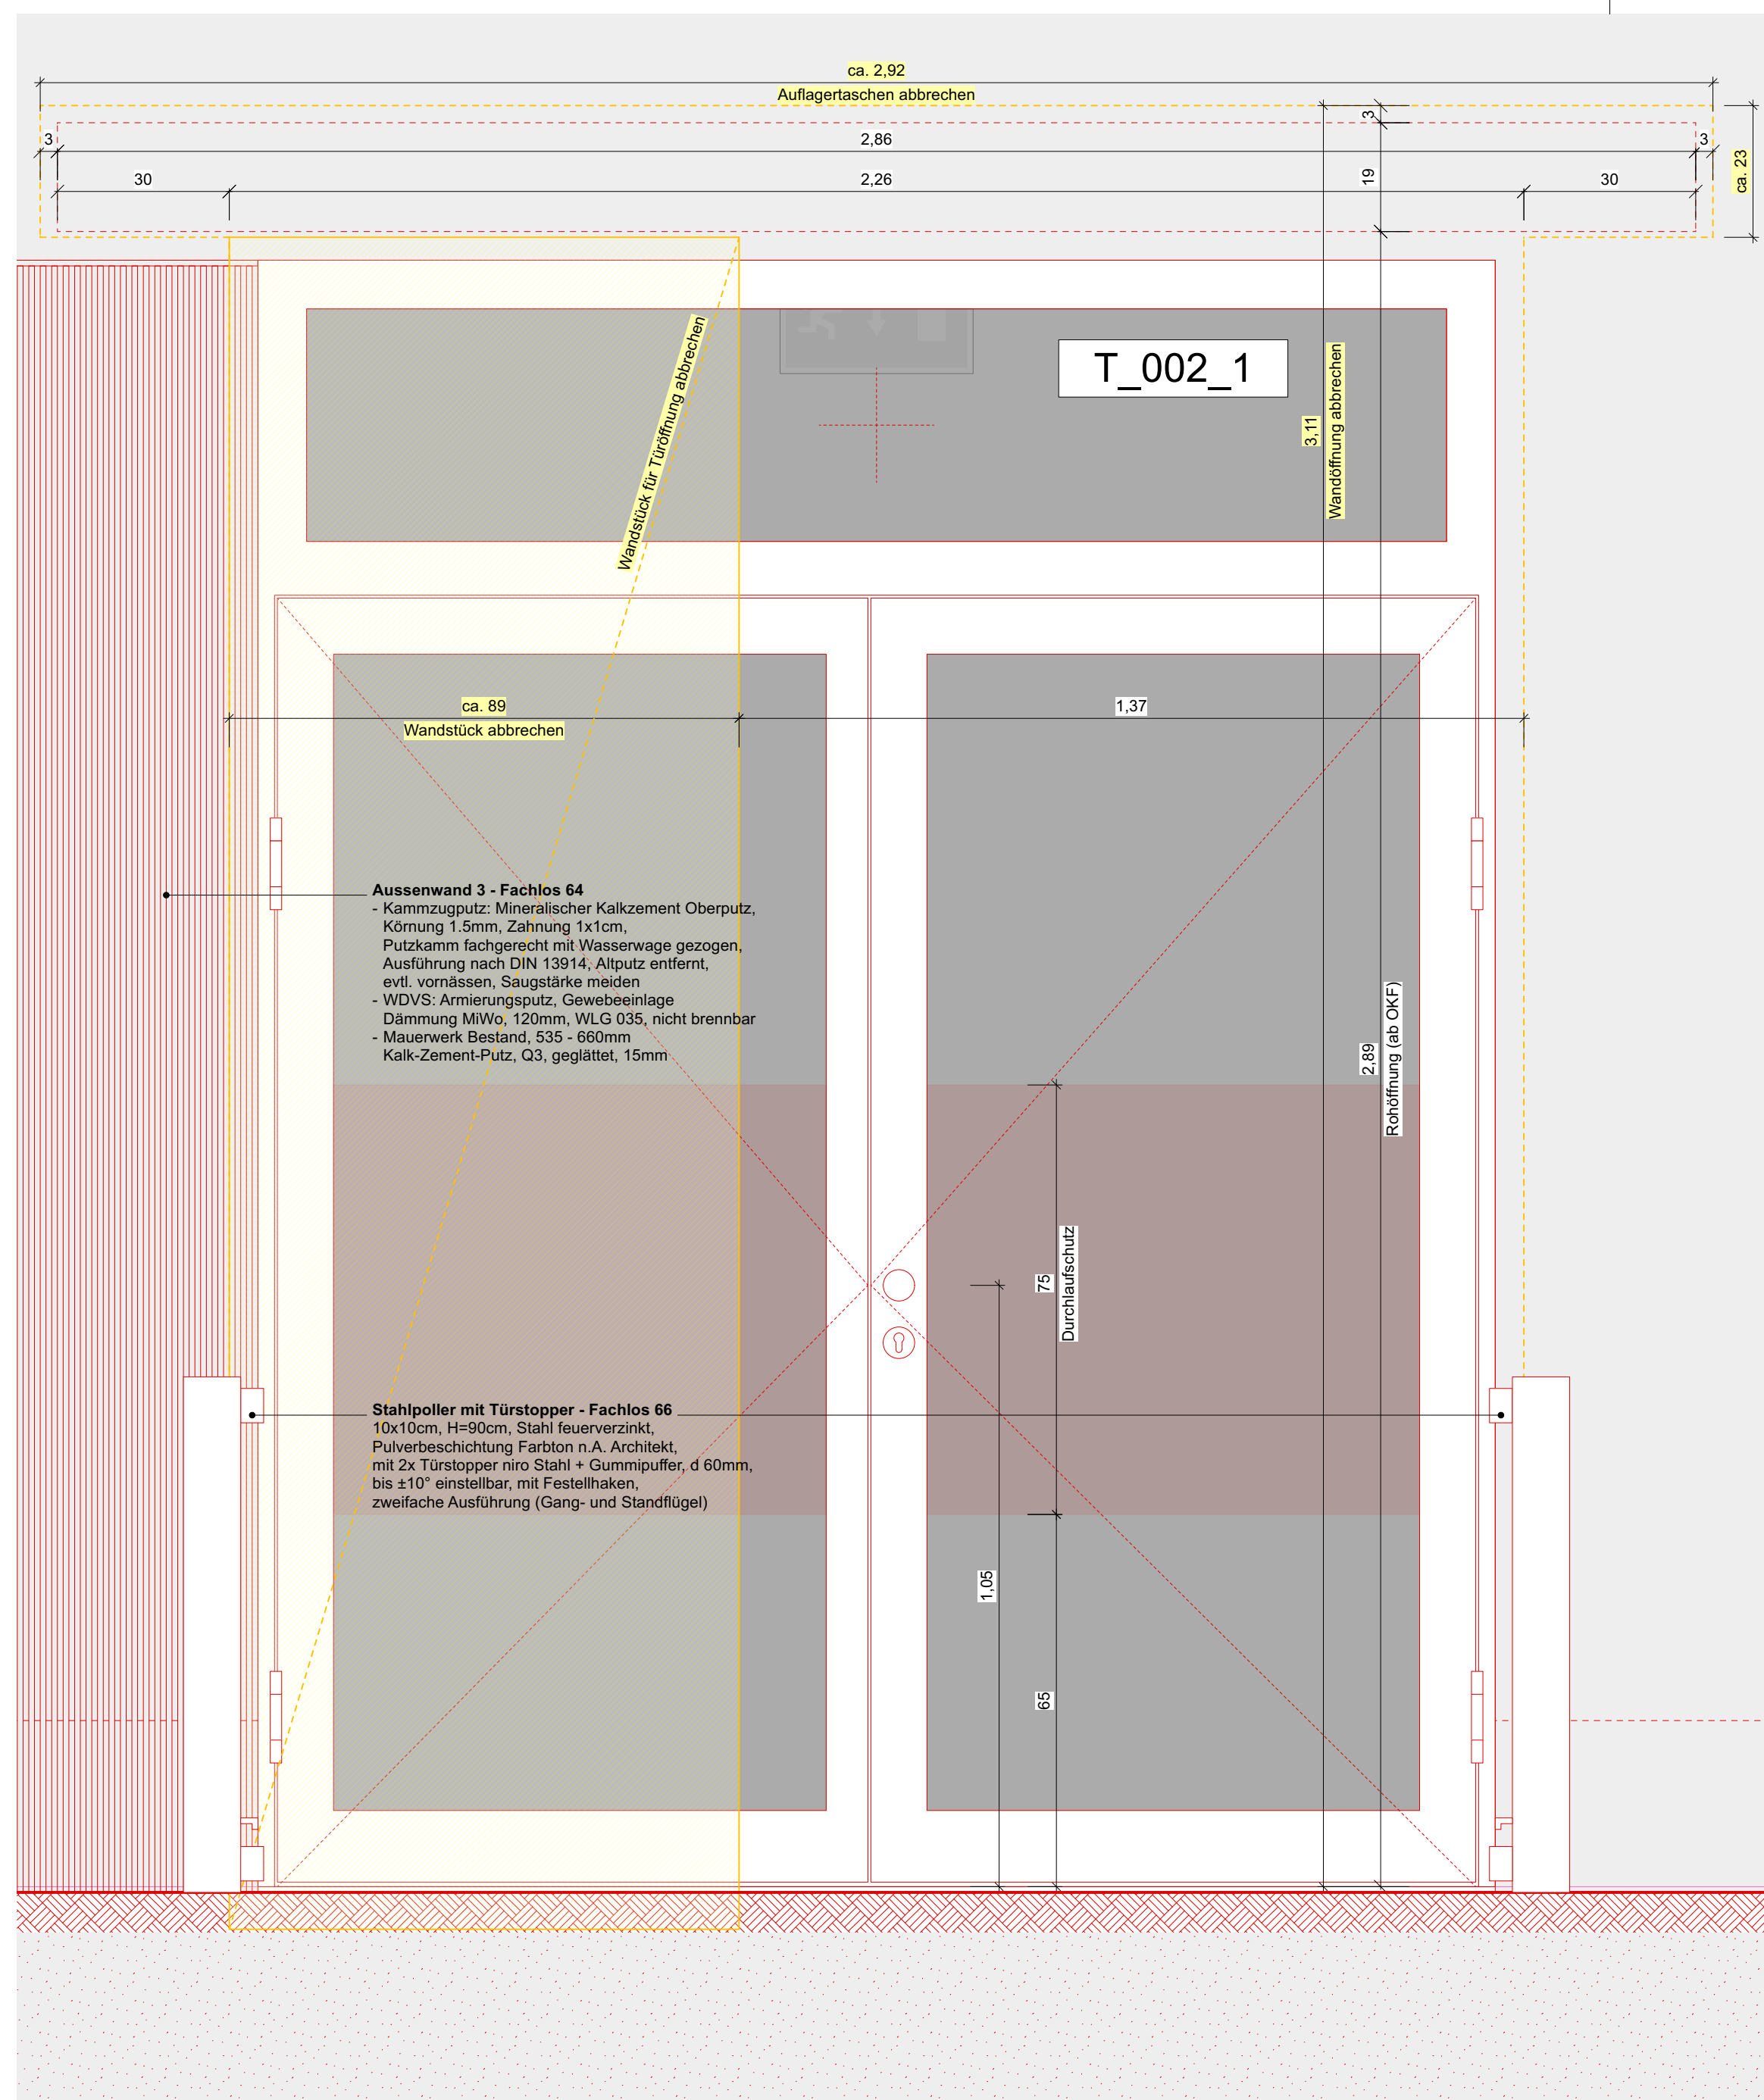 ca. 2,92
Auflagertaschen abbrechen
3
3
2,86
3
ca. 23
30
2,26
19
30
T_002_1
Wandstück für Türöffnung abbrechen
3,11
Wandöffnung abbrechen
ca. 89
Wandstück abbrechen
1,37
Aussenwand 3 - Fachlos 64
- Kammzugputz: Mineralischer Kalkzement Oberputz,
Körnung 1.5mm, Zahnung 1x1cm,
Putzkamm fachgerecht mit Wasserwage gezogen,
Ausführung nach DIN 13914, Altputz entfernt,
evtl. vornässen, Saugstärke meiden
- WDVS: Armierungsputz, Gewebeeinlage
Dämmung MiWo, 120mm, WLG 035, nicht brennbar
- Mauerwerk Bestand, 535 - 660mm
Kalk-Zement-Putz, Q3, geglättet, 15mm
2,89
Rohöffnung (ab OKF)
75
Durchlaufschutz
Stahlpoller mit Türstopper - Fachlos 66
10x10cm, H=90cm, Stahl feuerverzinkt,
Pulverbeschichtung Farbton n.A. Architekt,
mit 2x Türstopper niro Stahl + Gummipuffer, d 60mm,
bis ±10° einstellbar, mit Festellhaken,
zweifache Ausführung (Gang- und Standflügel)
1,05
65